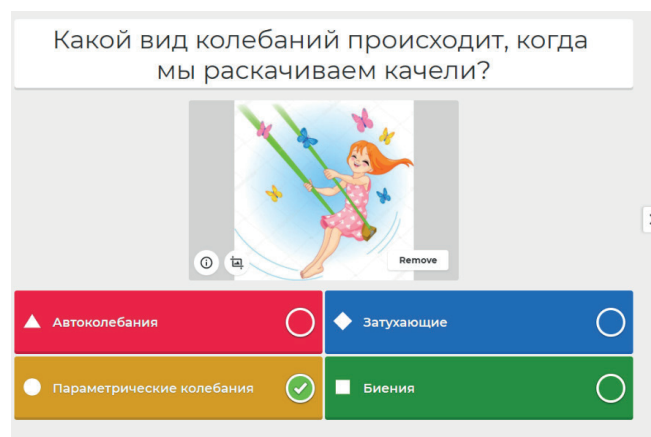 Какой вид колебаний происходит, когда
мы раскачиваем качели?
Remove
Автоколебания
Затухающие
Параметрические колебания
Биения